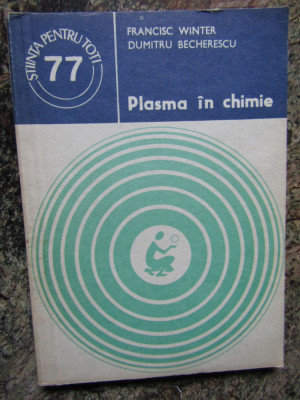 ȘTIINȚA PENTRU TOȚI
77
FRANCISC WINTER
DUMITRU BECHERESCU
Plasma în chimie